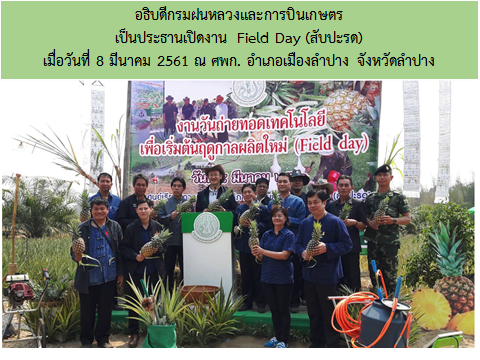 อธิบดีกรมฝนหลวงและการบินเกษตร
เป็นประธานเปิดงาน Field Day (สับปะรด)
เมื่อวันที่ 8 มีนาคม 2561 ณ ศพก. อำเภอเมืองลำปาง จังหวัดลำปาง
งานวันถ่ายทอดเทคโนโลยี
เพื่อเริ่มต้นฤดูกาลผลิตใหม่ (Field day)
วันที่ 8 มีนาคม